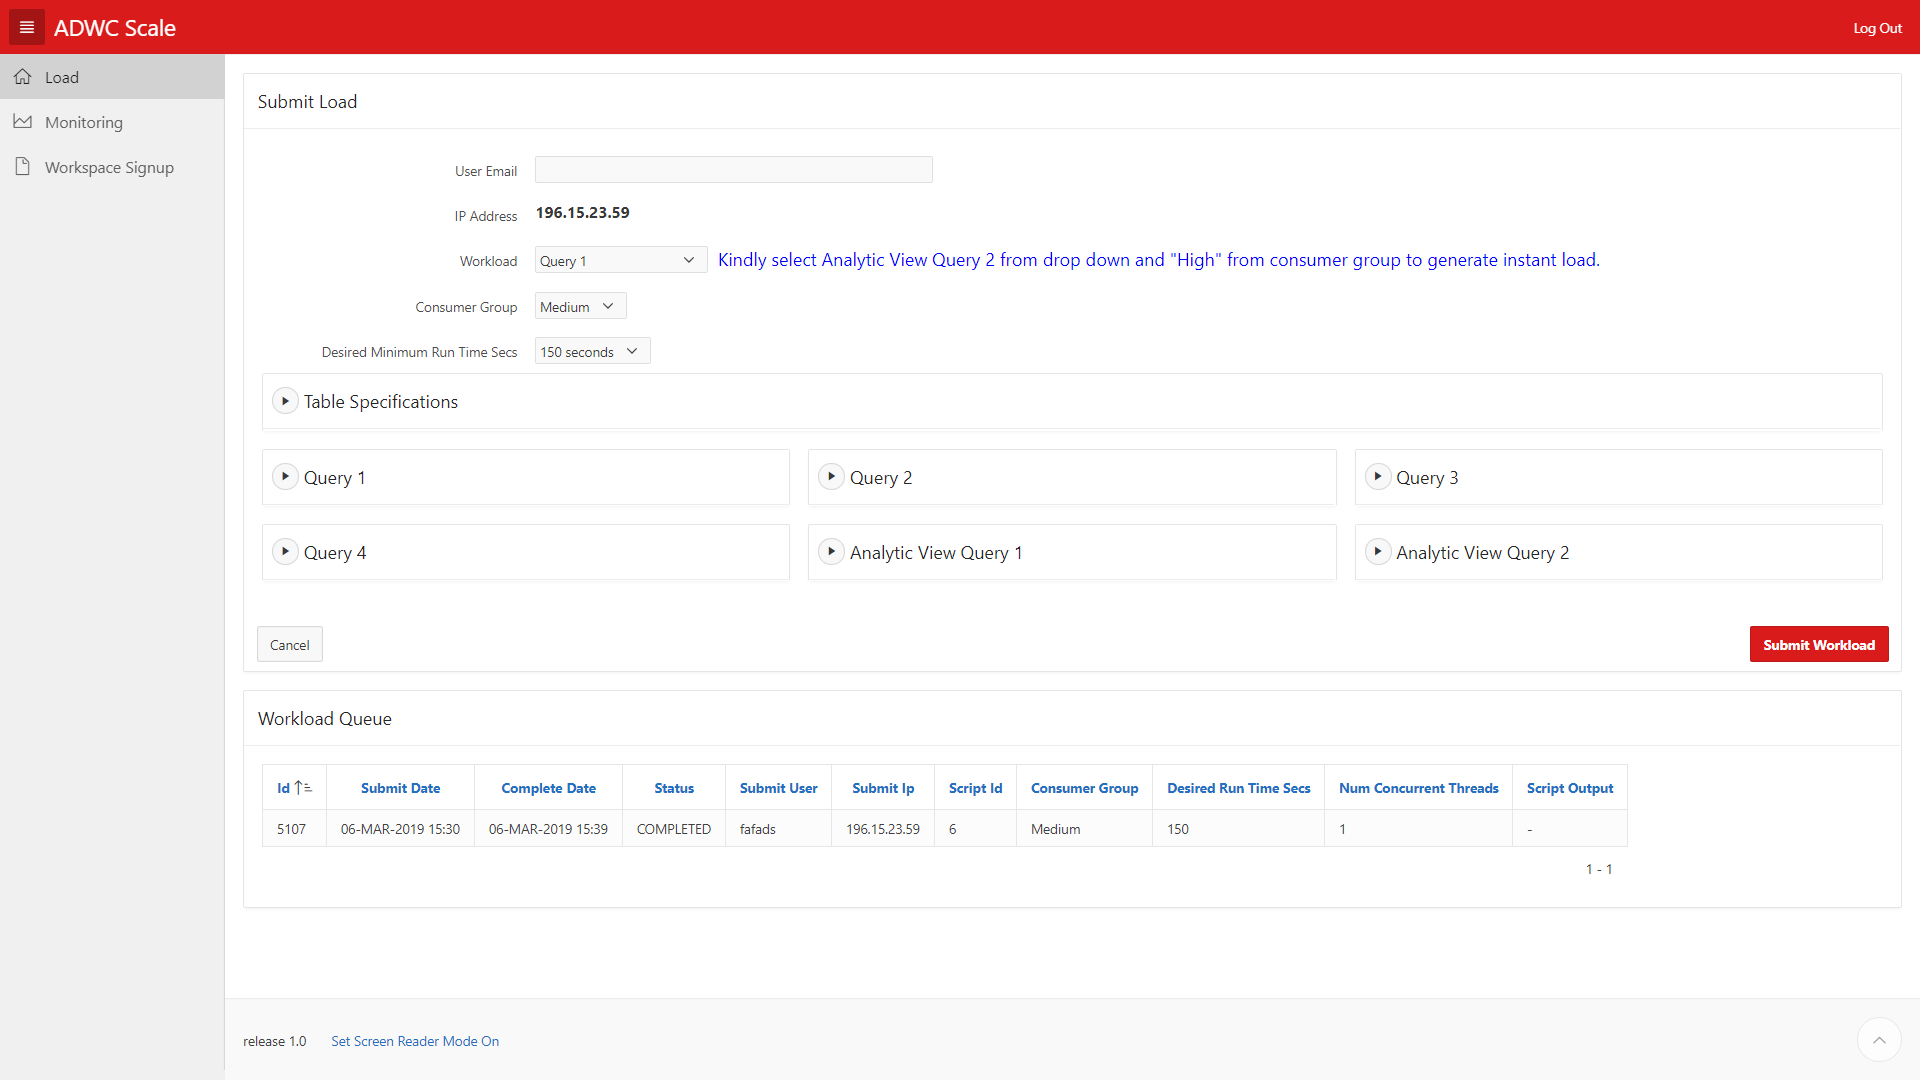 ADWC Scale
Log Out
Load
Monitoring
Workspace Signup
Submit Load
User Email
IP Address 196.15.23.59
Workload Query 1 Kindly select Analytic View Query 2 from drop down and "High" from consumer group to generate instant load.
Consumer Group Medium
Desired Minimum Run Time Secs 150 seconds
Table Specifications
Query 1 Query 2 Query 3
Query 4 Analytic View Query 1 Analytic View Query 2
Cancel Submit Workload
Workload Queue
Id Submit Date Complete Date Status Submit User Submit Ip Script Id Consumer Group Desired Run Time Secs Num Concurrent Threads Script Output
5107 06-MAR-2019 15:30 06-MAR-2019 15:39 COMPLETED fafads 196.15.23.59 6 Medium 150 1 -
1 - 1
release 1.0 Set Screen Reader Mode On